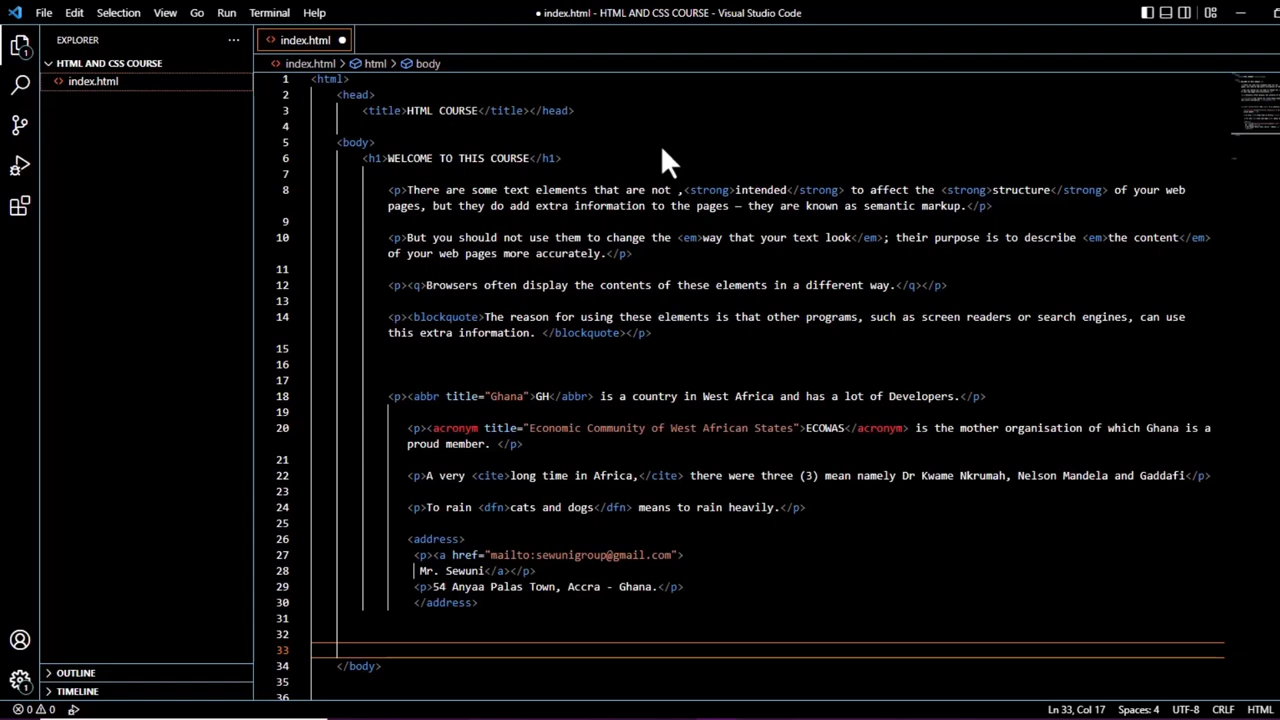 File Edit Selection View Go Run Terminal Help ● index.html - HTML AND CSS COURSE - Visual Studio Code
EXPLORER ···
HTML AND CSS COURSE
<> index.html
1
<> index.html ●
<> index.html > html > body
1 <html>
2 <head>
3 <title>HTML COURSE</title></head>
4
5 <body>
6 <h1>WELCOME TO THIS COURSE</h1>
7
8 <p>There are some text elements that are not ,<strong>intended</strong> to affect the <strong>structure</strong> of your web
pages, but they do add extra information to the pages – they are known as semantic markup.</p>
9
10 <p>But you should not use them to change the <em>way that your text look</em>; their purpose is to describe <em>the content</em>
of your web pages more accurately.</p>
11
12 <p><q>Browsers often display the contents of these elements in a different way.</q></p>
13
14 <p><blockquote>The reason for using these elements is that other programs, such as screen readers or search engines, can use
this extra information. </blockquote></p>
15
16
17
18 <p><abbr title="Ghana">GH</abbr> is a country in West Africa and has a lot of Developers.</p>
19
20 <p><acronym title="Economic Community of West African States">ECOWAS</acronym> is the mother organisation of which Ghana is a
proud member. </p>
21
22 <p>A very <cite>long time in Africa,</cite> there were three (3) mean namely Dr Kwame Nkrumah, Nelson Mandela and Gaddafi</p>
23
24 <p>To rain <dfn>cats and dogs</dfn> means to rain heavily.</p>
25
26 <address>
27 <p><a href="mailto:sewunigroup@gmail.com">
28 Mr. Sewuni</a></p>
29 <p>54 Anyaa Palas Town, Accra - Ghana.</p>
30 </address>
31
32
33
34 </body>
35
36
OUTLINE
TIMELINE
1
0 0 Ln 33, Col 17 Spaces: 4 UTF-8 CRLF HTML